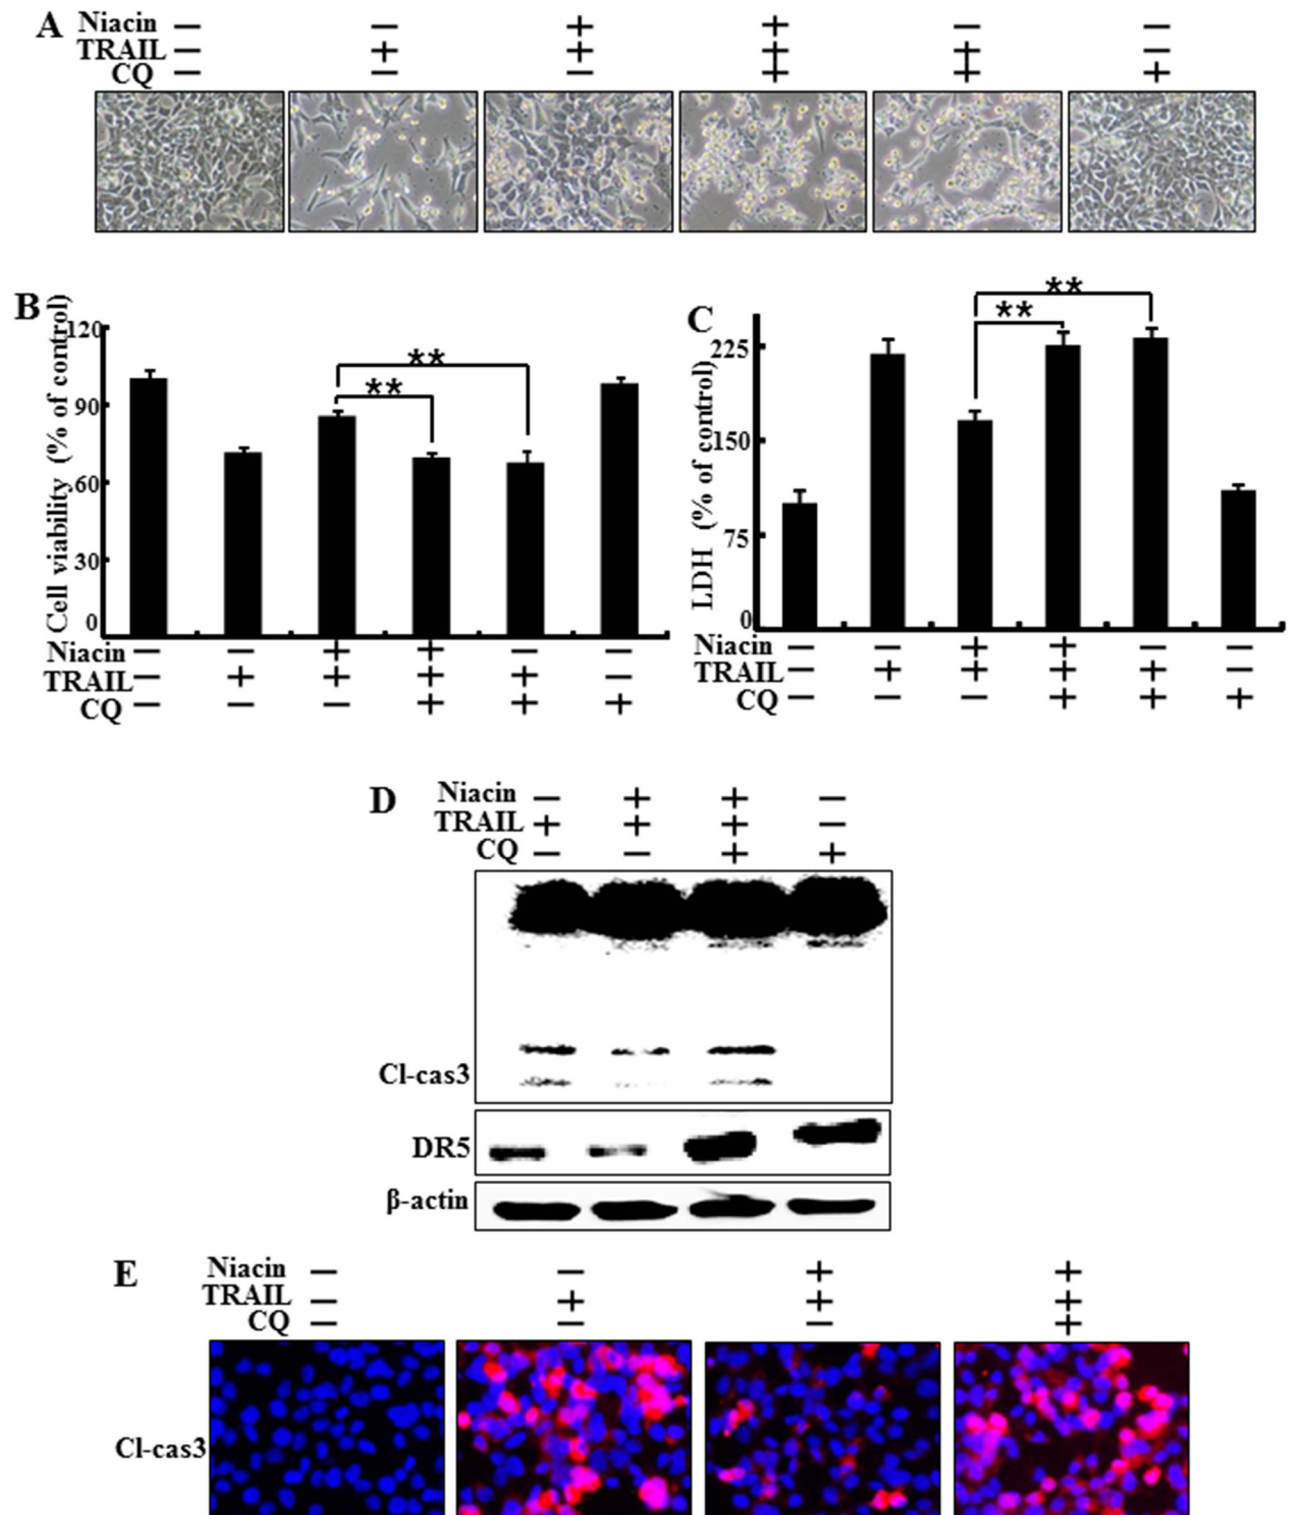 A Niacin — — + + — —
TRAIL — + + + + —
CQ — — — + + +
B
Cell viability (% of control)
120
90
60
30
0
**
**
Niacin — — + + — —
TRAIL — + + + + —
CQ — — — + + +
C
LDH (% of control)
225
150
75
0
**
**
Niacin — — + + — —
TRAIL — + + + + —
CQ — — — + + +
D Niacin — + + —
TRAIL + + + —
CQ — — + +
Cl-cas3
DR5
β-actin
E Niacin — — + +
TRAIL — + + +
CQ — — — +
Cl-cas3